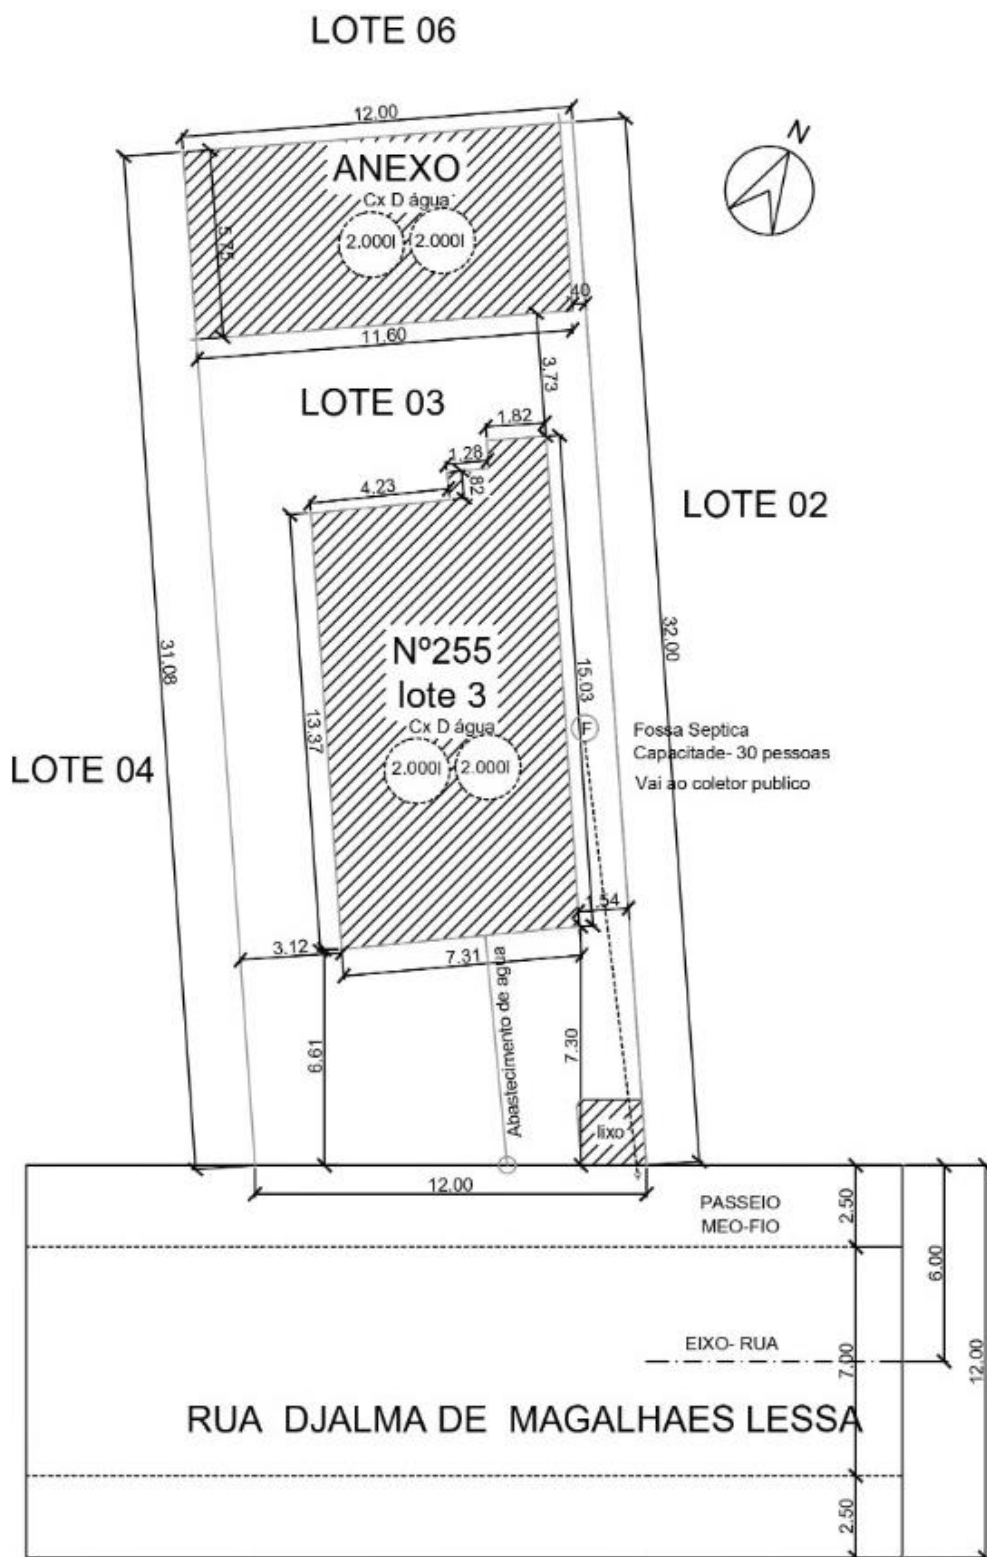 LOTE 06
12.00
N
ANEXO
Cx D água
2.000l
2.000l
5.75
40
11.60
3.73
LOTE 03
1.82
1.28
4.23
82
LOTE 02
31.08
32.00
Nº255
lote 3
Cx D água
2.000l
2.000l
13.37
15.03
F
Fossa Septica
Capacitade- 30 pessoas
Vai ao coletor publico
LOTE 04
1.54
3.12
7.31
6.61
Abastecimento de agua
7.30
lixo
12.00
PASSEIO
MEO-FIO
2.50
6.00
EIXO- RUA
7.00
12.00
RUA DJALMA DE MAGALHAES LESSA
2.50